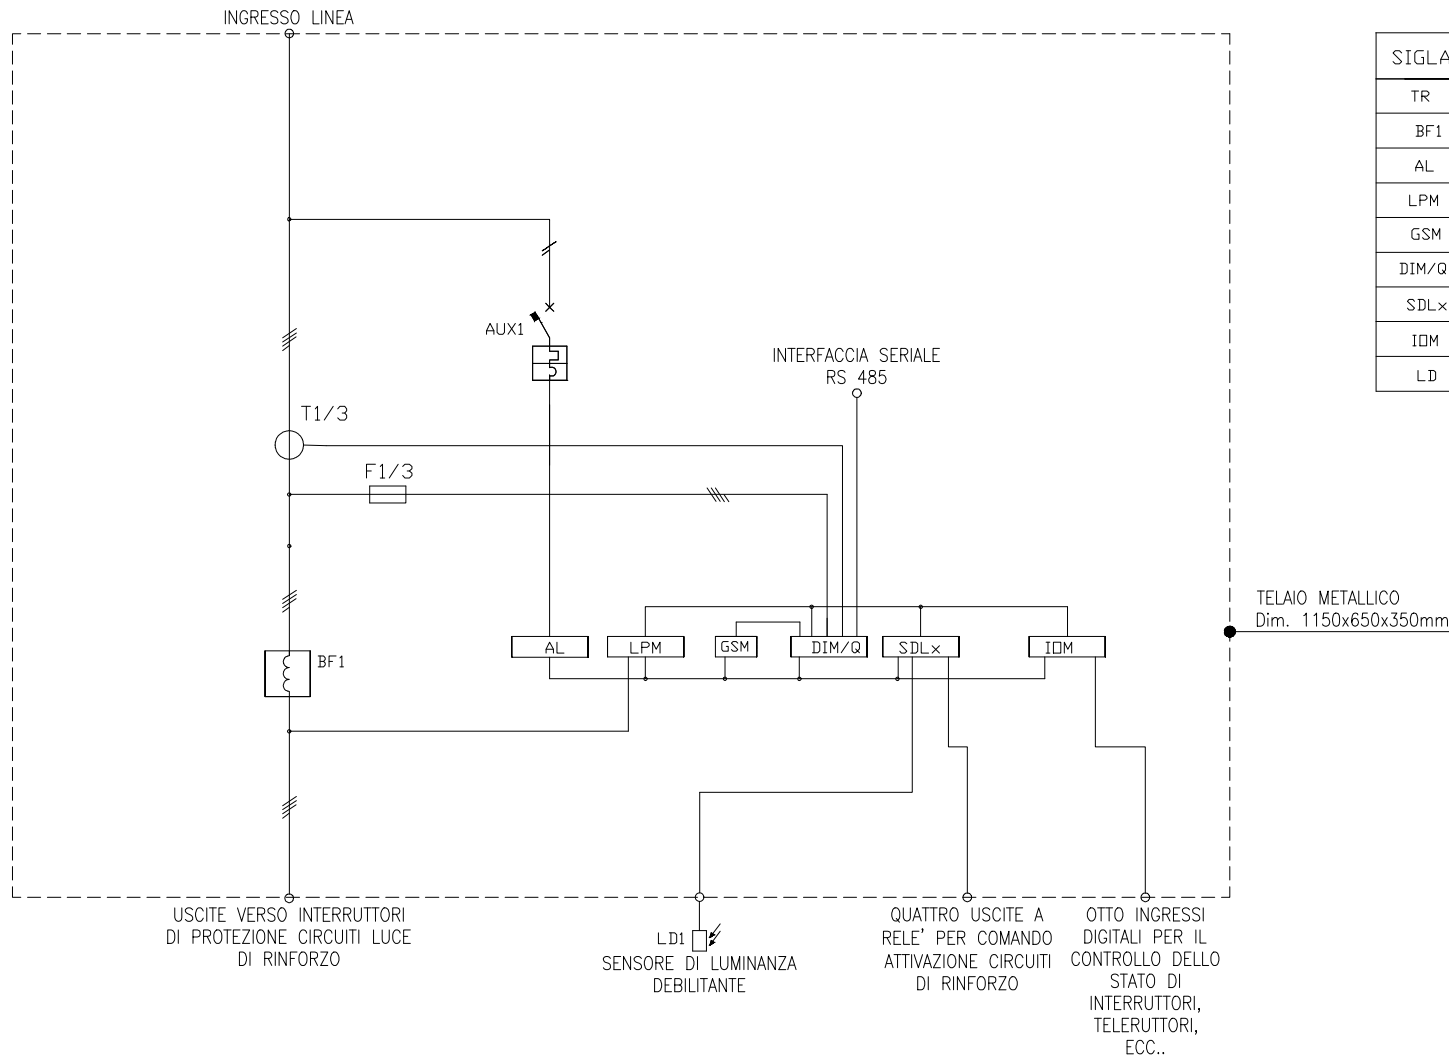 INGRESSO LINEA
SIGLA
TR
BF1
AL
LPM
GSM
DIM/Q
SDLx
IOM
LD
AUX1
INTERFACCIA SERIALE
RS 485
T1/3
F1/3
TELAIO METALLICO
Dim. 1150x650x350mm
AL
LPM
GSM
DIM/Q
SDLx
IOM
BF1
USCITE VERSO INTERRUTTORI
DI PROTEZIONE CIRCUITI LUCE
DI RINFORZO
LD1
SENSORE DI LUMINANZA
DEBILITANTE
QUATTRO USCITE A
RELE' PER COMANDO
ATTIVAZIONE CIRCUITI
DI RINFORZO
OTTO INGRESSI
DIGITALI PER IL
CONTROLLO DELLO
STATO DI
INTERRUTTORI,
TELERUTTORI,
ECC..